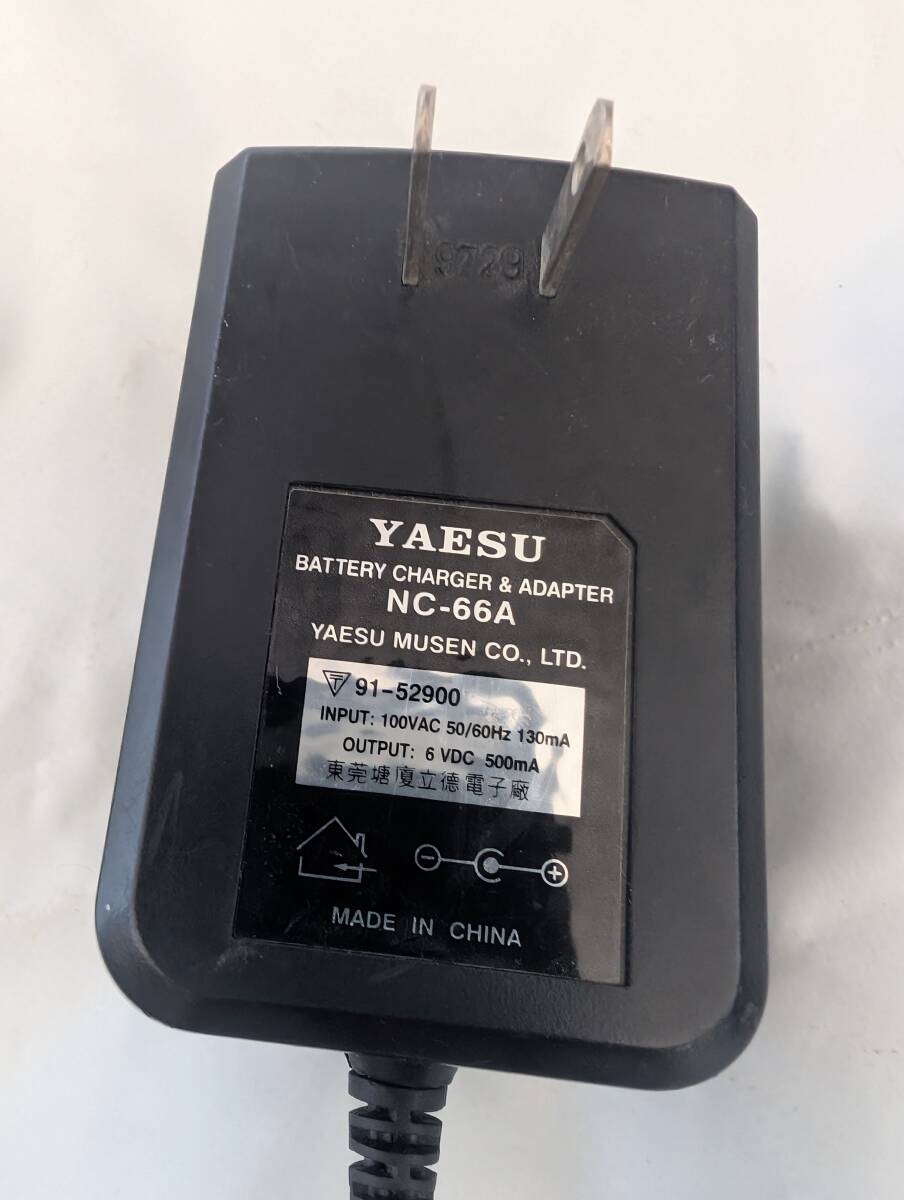 9729
YAESU
BATTERY CHARGER & ADAPTER
NC-66A
YAESU MUSEN CO., LTD.
91-52900
INPUT: 100VAC 50/60Hz 130mA
OUTPUT: 6 VDC 500mA
東莞塘廈立德電子廠
MADE IN CHINA